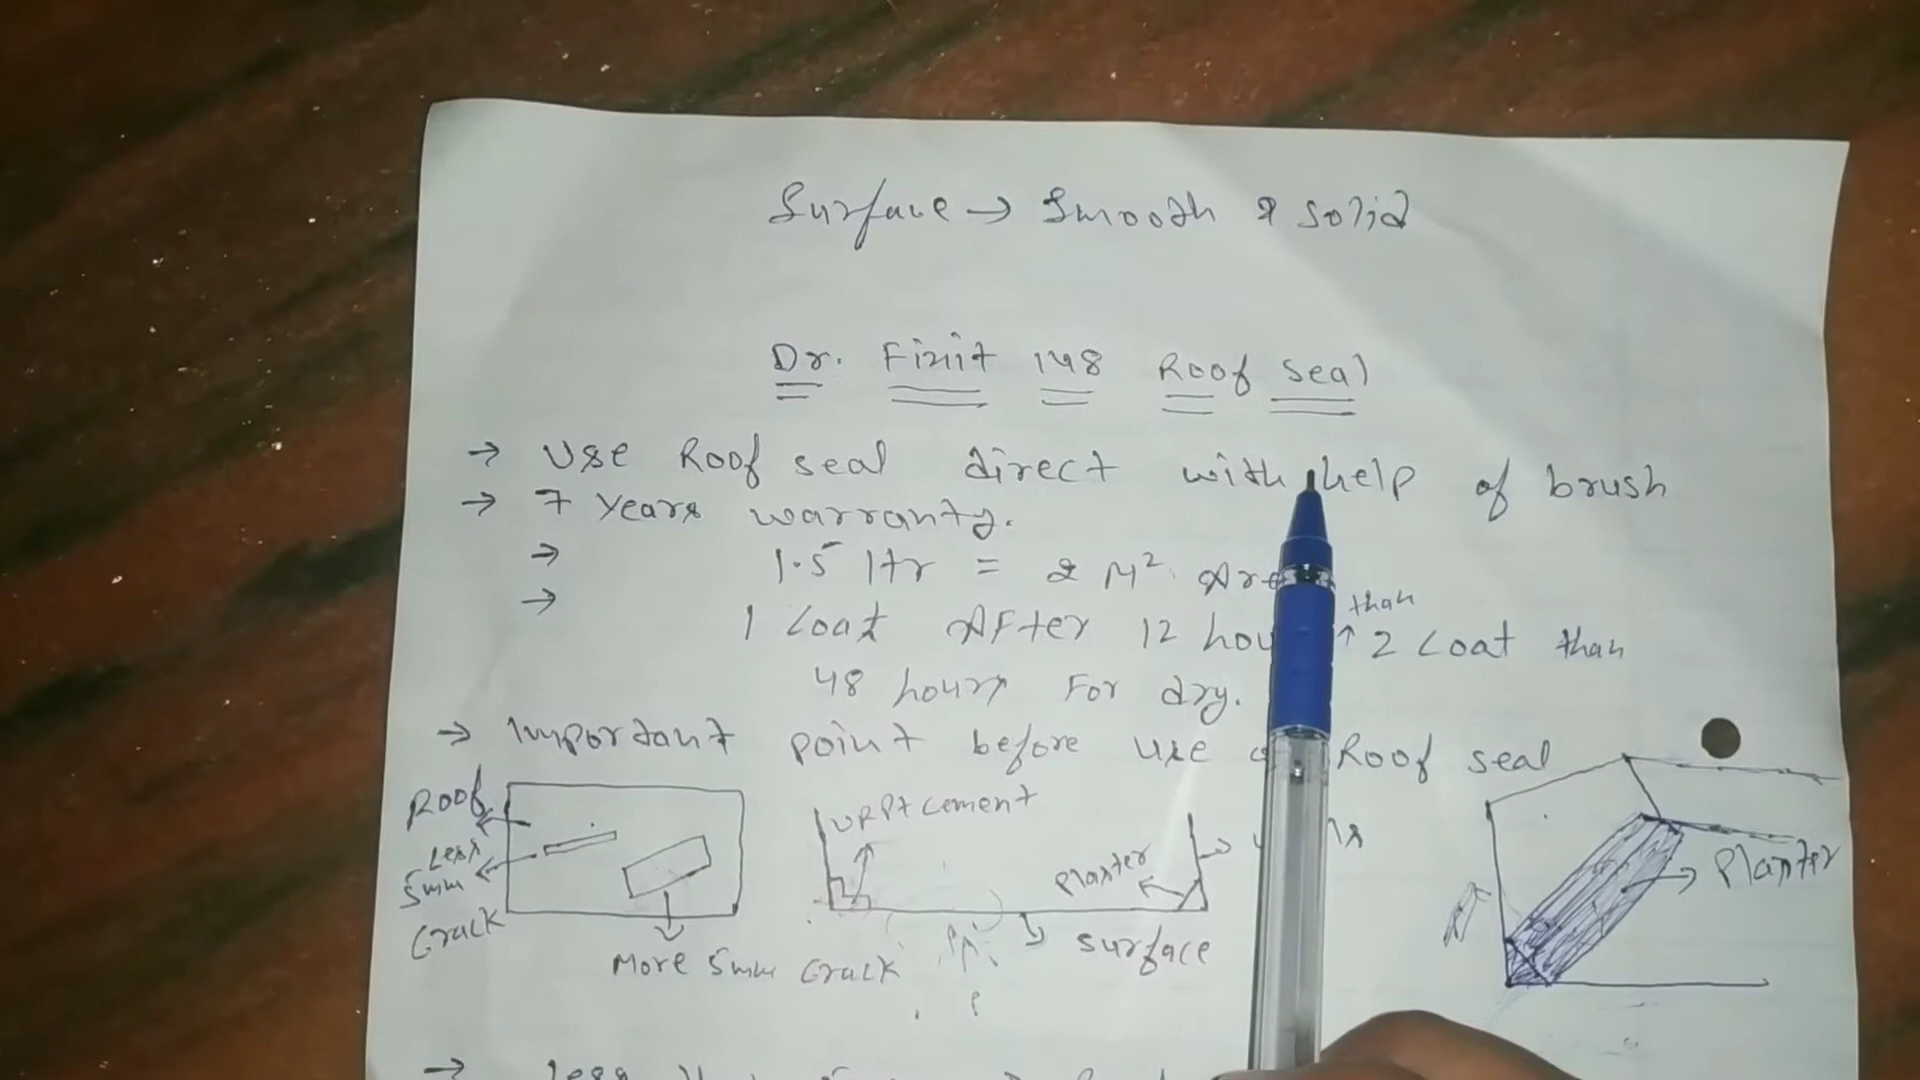 Surface → Smooth & Solid
Dr. Fixit 148 Roof Seal
→ Use Roof seal direct with help of brush
→ 7 years warranty.
→ 1.5 ltr = 2 M²
→ 1 coat After 12 ↑ than 2 coat than
48 hours For dry.
→ Important point before use Roof seal
Roof
Less
5mm
crack
More 5mm crack
cement
Plaster
Surface
Plaster